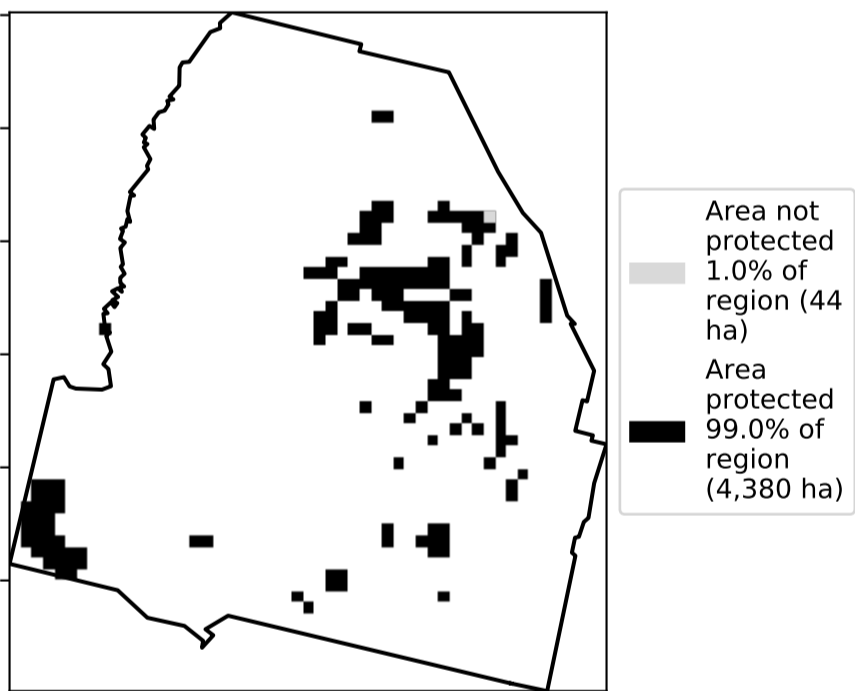 Area not
protected
1.0% of
region (44
ha)
Area
protected
99.0% of
region
(4,380 ha)